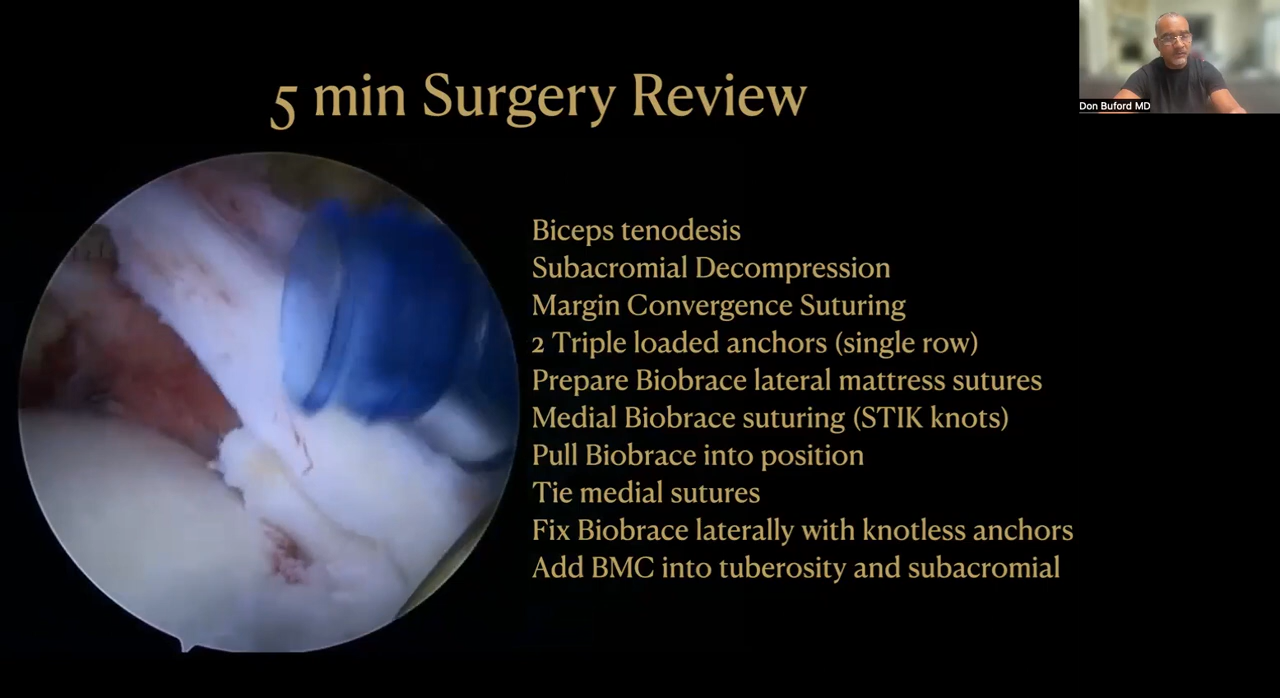 5 min Surgery Review
Don Buford MD
Biceps tenodesis
Subacromial Decompression
Margin Convergence Suturing
2 Triple loaded anchors (single row)
Prepare Biobrace lateral mattress sutures
Medial Biobrace suturing (STIK knots)
Pull Biobrace into position
Tie medial sutures
Fix Biobrace laterally with knotless anchors
Add BMC into tuberosity and subacromial